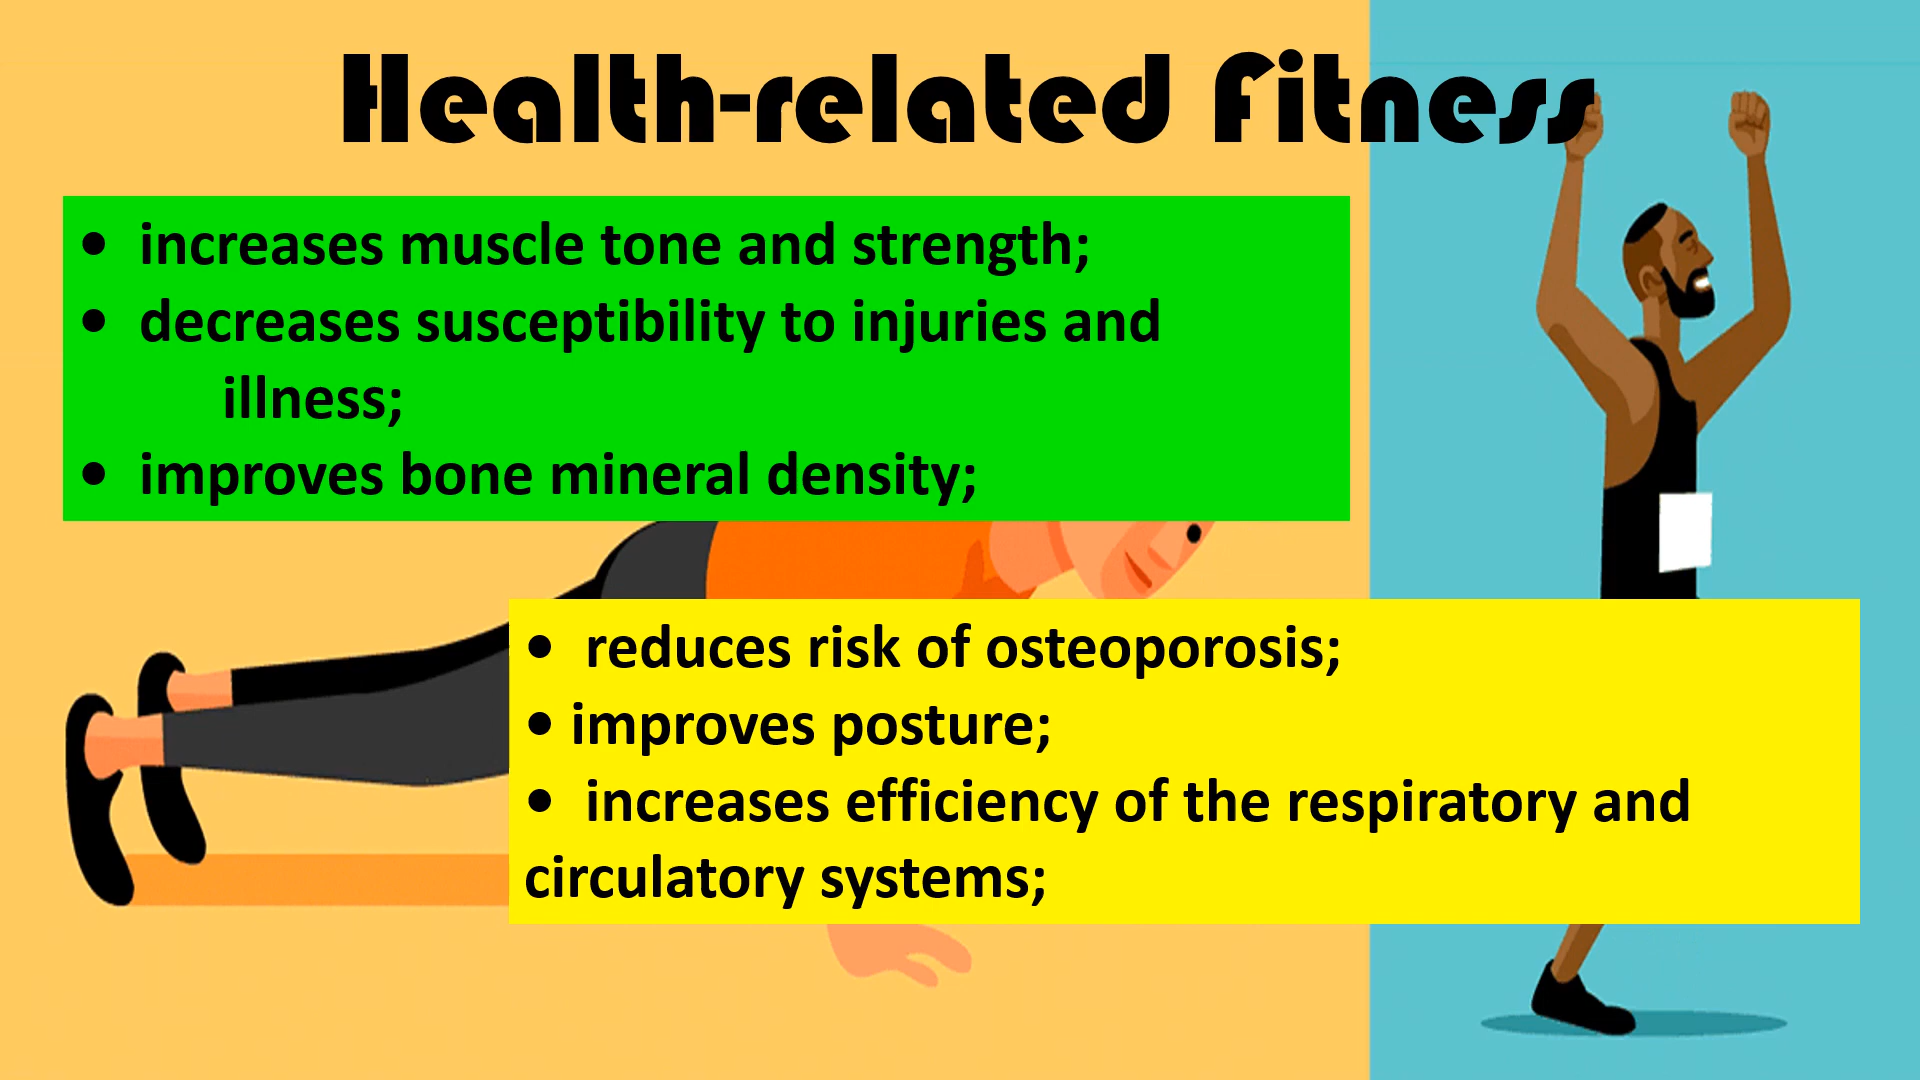 Health-related Fitness
• increases muscle tone and strength;
• decreases susceptibility to injuries and
illness;
• improves bone mineral density;
• reduces risk of osteoporosis;
• improves posture;
• increases efficiency of the respiratory and
circulatory systems;